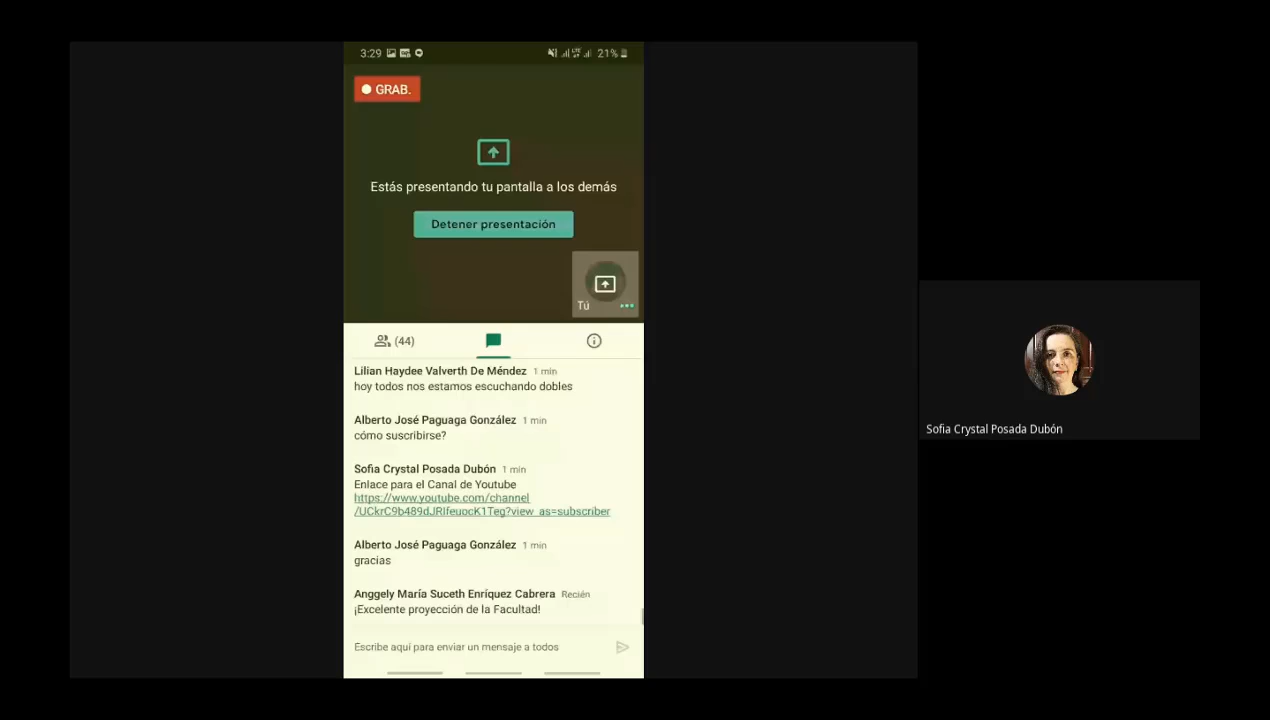 3:29
LTE
21%
GRAB.
Estás presentando tu pantalla a los demás
Detener presentación
Tú
(44)
Lilian Haydee Valverth De Méndez 1 min
hoy todos nos estamos escuchando dobles
Alberto José Paguaga González 1 min
cómo suscribirse?
Sofia Crystal Posada Dubón 1 min
Enlace para el Canal de Youtube
https://www.youtube.com/channel
/UCkrC9b489dJRIfeuocK1Teg?view_as=subscriber
Alberto José Paguaga González 1 min
gracias
Anggely María Suceth Enríquez Cabrera Recién
¡Excelente proyección de la Facultad!
Escribe aquí para enviar un mensaje a todos
Sofia Crystal Posada Dubón